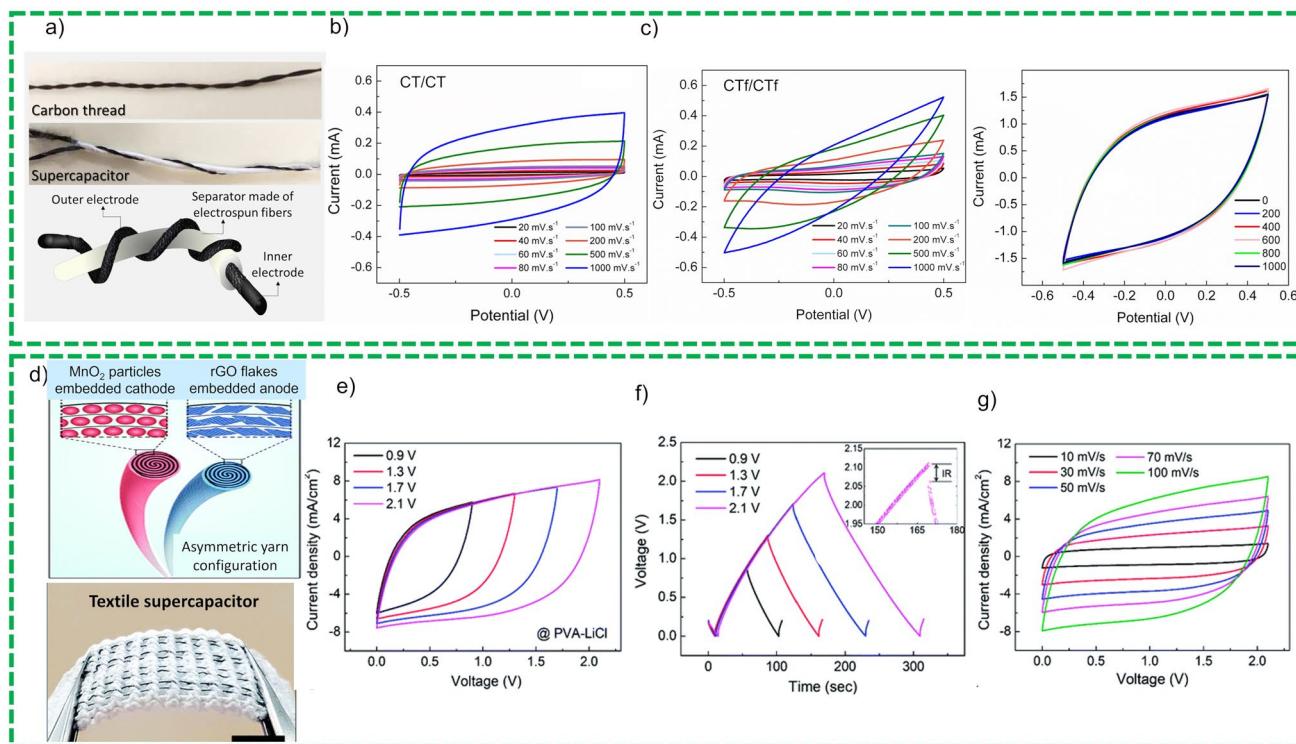 a)
Carbon thread
Supercapacitor
Outer electrode
Separator made of
electrospun fibers
Inner
electrode
b)
CT/CT
Current (mA)
0.6
0.4
0.2
0.0
-0.2
-0.4
-0.6
20 mV.s⁻¹
40 mV.s⁻¹
60 mV.s⁻¹
80 mV.s⁻¹
100 mV.s⁻¹
200 mV.s⁻¹
500 mV.s⁻¹
1000 mV.s⁻¹
-0.5
0.0
0.5
Potential (V)
c)
CTf/CTf
Current (mA)
0.6
0.4
0.2
0.0
-0.2
-0.4
0.6
20 mV.s⁻¹
40 mV.s⁻¹
60 mV.s⁻¹
80 mV.s⁻¹
100 mV.s⁻¹
200 mV.s⁻¹
500 mV.s⁻¹
1000 mV.s⁻¹
-0.5
0.0
0.5
Potential (V)
Current (mA)
1.5
1.0
0.5
0.0
-0.5
-1.0
-1.5
0
200
400
600
800
1000
-0.6
-0.4
-0.2
0.0
0.2
0.4
0.6
Potential (V)
d)
MnO₂ particles
embedded cathode
rGO flakes
embedded anode
Asymmetric yarn
configuration
Textile supercapacitor
e)
Current density (mA/cm²)
12
8
4
0
-4
-8
0.9 V
1.3 V
1.7 V
2.1 V
@ PVA-LiCl
0.0
0.5
1.0
1.5
2.0
Voltage (V)
f)
Voltage (V)
2.5
2.0
1.5
1.0
0.5
0.0
0.9 V
1.3 V
1.7 V
2.1 V
2.15
2.10
2.05
2.00
1.95
IR
150
165
180
0
100
200
300
Time (sec)
g)
Current density (mA/cm²)
12
8
4
0
-4
-8
10 mV/s
30 mV/s
50 mV/s
70 mV/s
100 mV/s
0.0
0.5
1.0
1.5
2.0
Voltage (V)